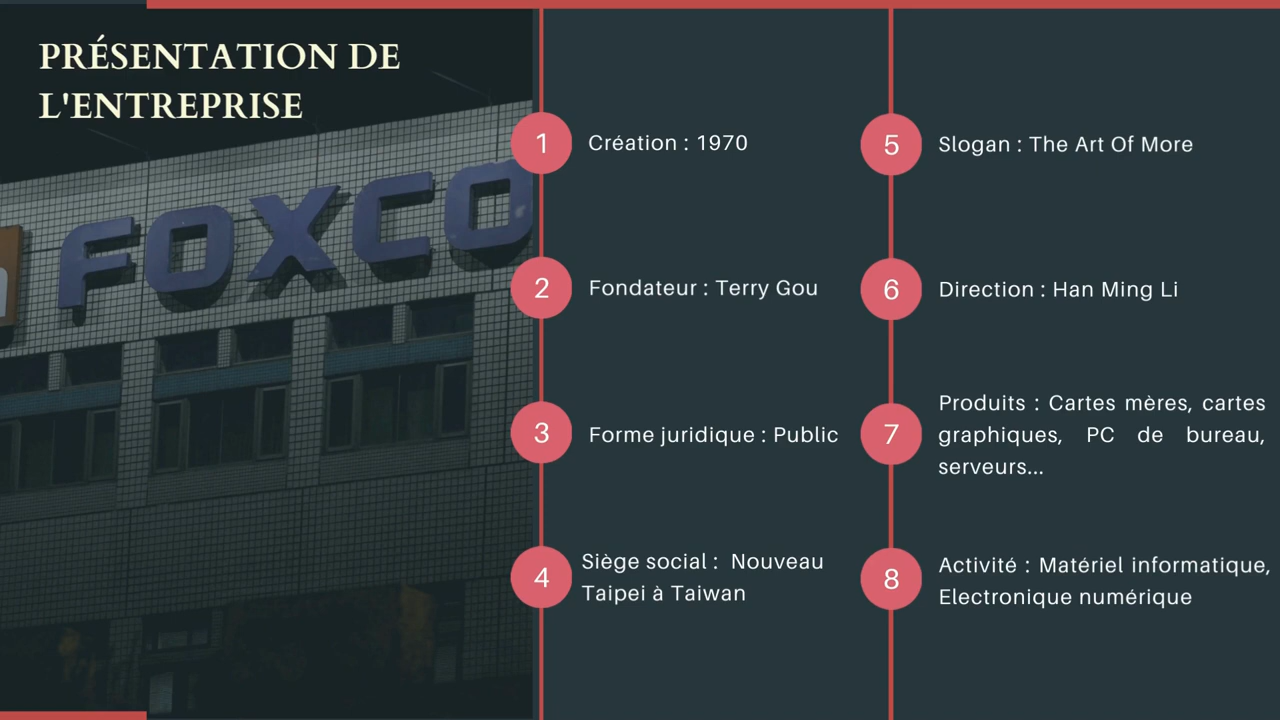 PRÉSENTATION DE
L'ENTREPRISE
FOXCO
1 Création : 1970
2 Fondateur : Terry Gou
3 Forme juridique : Public
4 Siège social : Nouveau
Taipei à Taiwan
5 Slogan : The Art Of More
6 Direction : Han Ming Li
7 Produits : Cartes mères, cartes
graphiques, PC de bureau,
serveurs...
8 Activité : Matériel informatique,
Electronique numérique